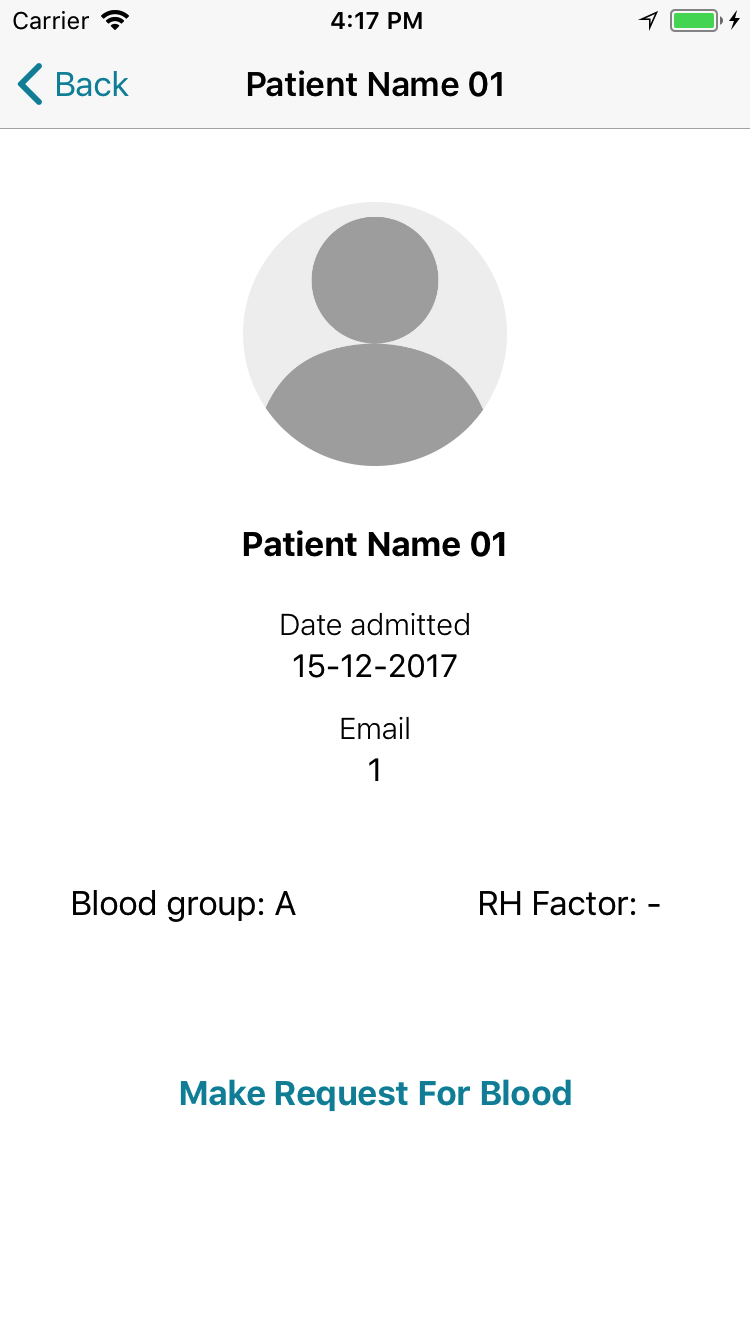 Carrier 4:17 PM
Back Patient Name 01
Patient Name 01
Date admitted
15-12-2017
Email
1
Blood group: A RH Factor: -
Make Request For Blood